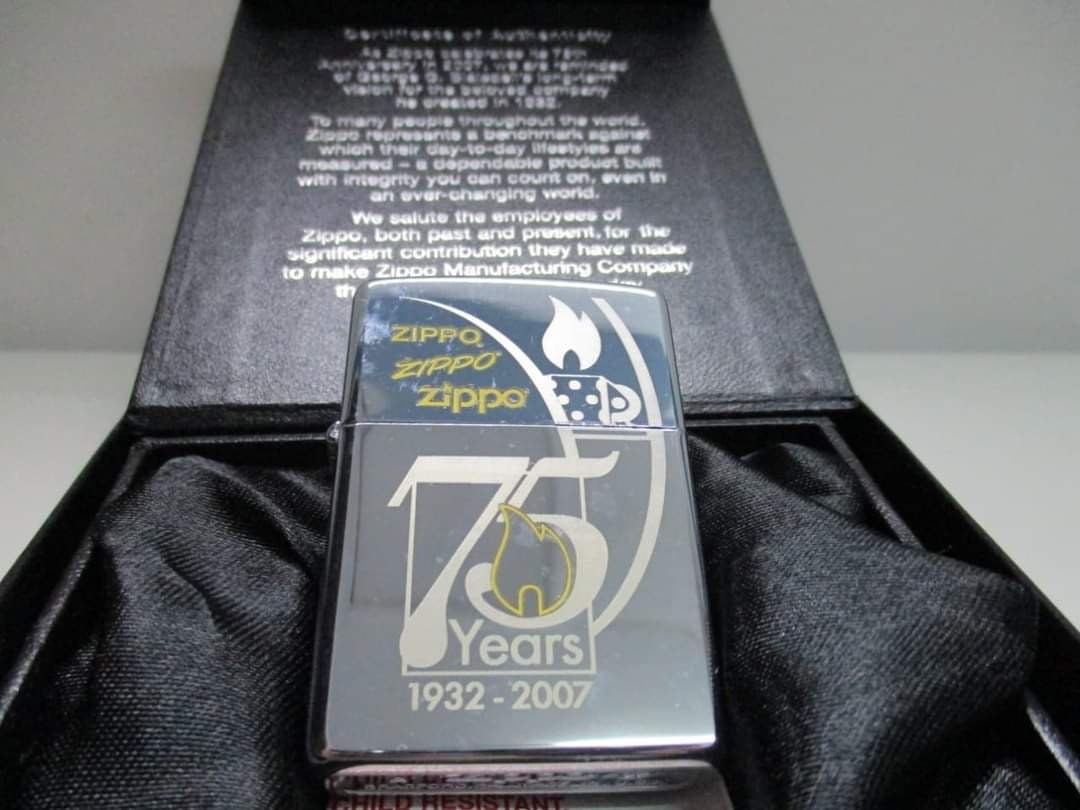 Certificate of Authenticity
As Zippo celebrates its 75th
Anniversary in 2007, we are reminded
of George G. Blaisdell's long-term
vision for the beloved company
he created in 1932.
To many people throughout the world,
Zippo represents a benchmark against
which their day-to-day lifestyles are
measured – a dependable product built
with integrity you can count on, even in
an ever-changing world.
We salute the employees of
Zippo, both past and present, for the
significant contribution they have made
to make Zippo Manufacturing Company
ZIPPO
ZIPPO
zippo
75
Years
1932 - 2007
CHILD RESISTANT